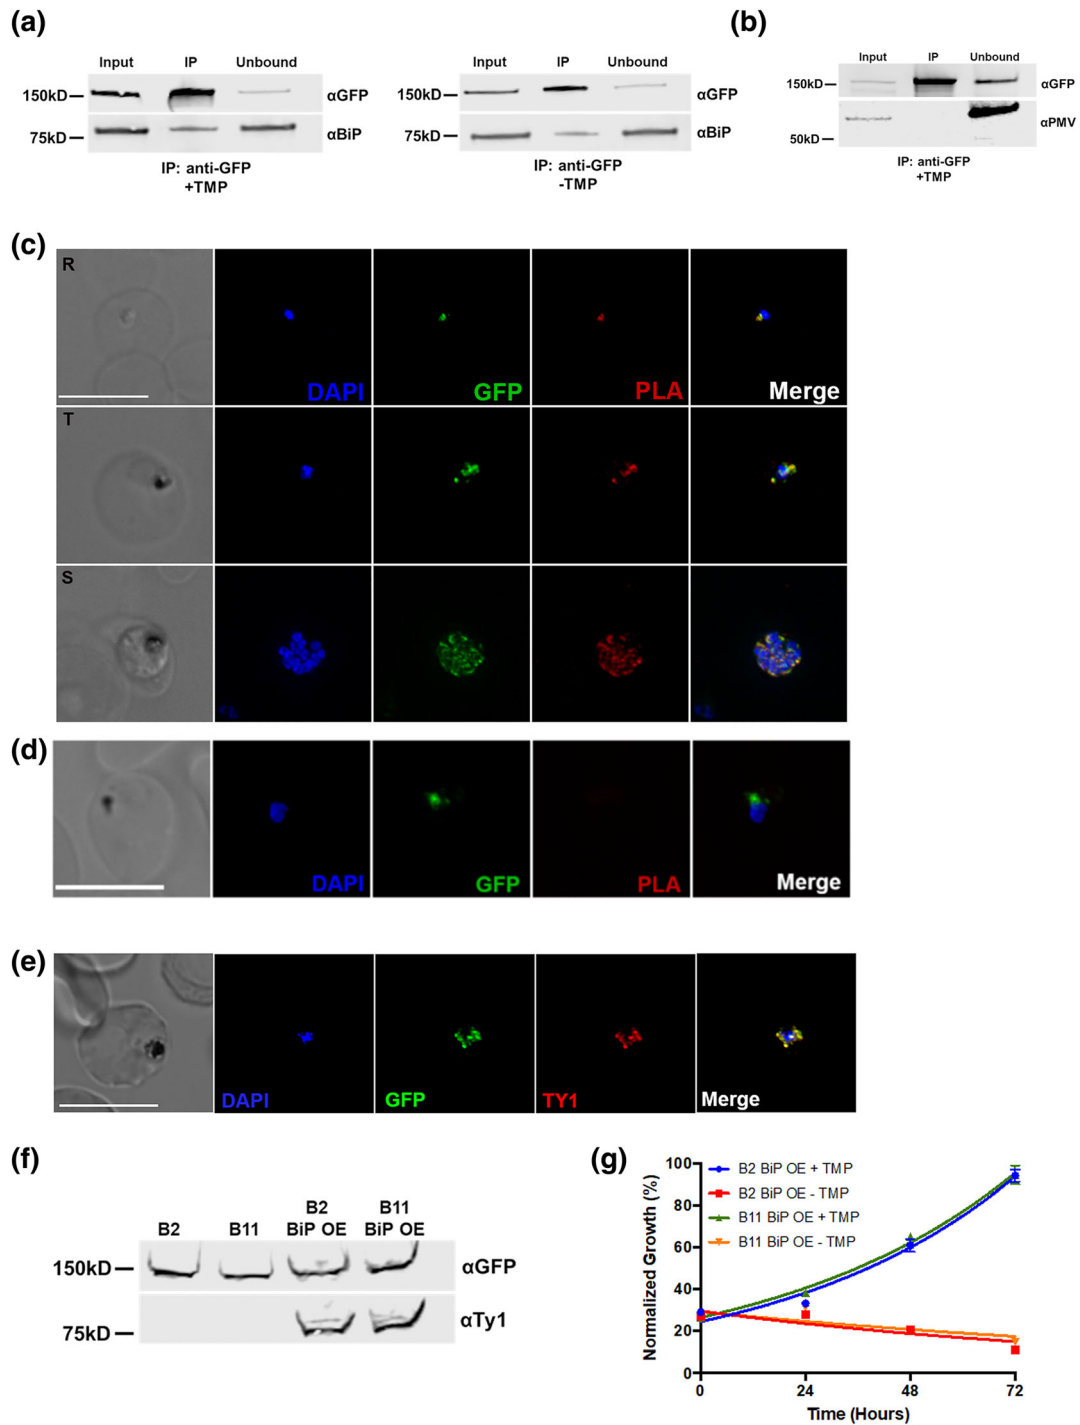 (a)
Input IP Unbound
150kD αGFP
75kD αBiP
IP: anti-GFP
+TMP
Input IP Unbound
150kD αGFP
75kD αBiP
IP: anti-GFP
-TMP
(b)
Input IP Unbound
150kD αGFP
αPMV
50kD
IP: anti-GFP
+TMP
(c)
R
DAPI GFP PLA Merge
T
S
(d)
DAPI GFP PLA Merge
(e)
DAPI GFP TY1 Merge
(f)
B2 B11 B2 BiP OE B11 BiP OE
150kD αGFP
75kD αTy1
(g)
Normalized Growth (%)
100
80
60
40
20
0
B2 BiP OE + TMP
B2 BiP OE - TMP
B11 BiP OE + TMP
B11 BiP OE - TMP
0 24 48 72
Time (Hours)